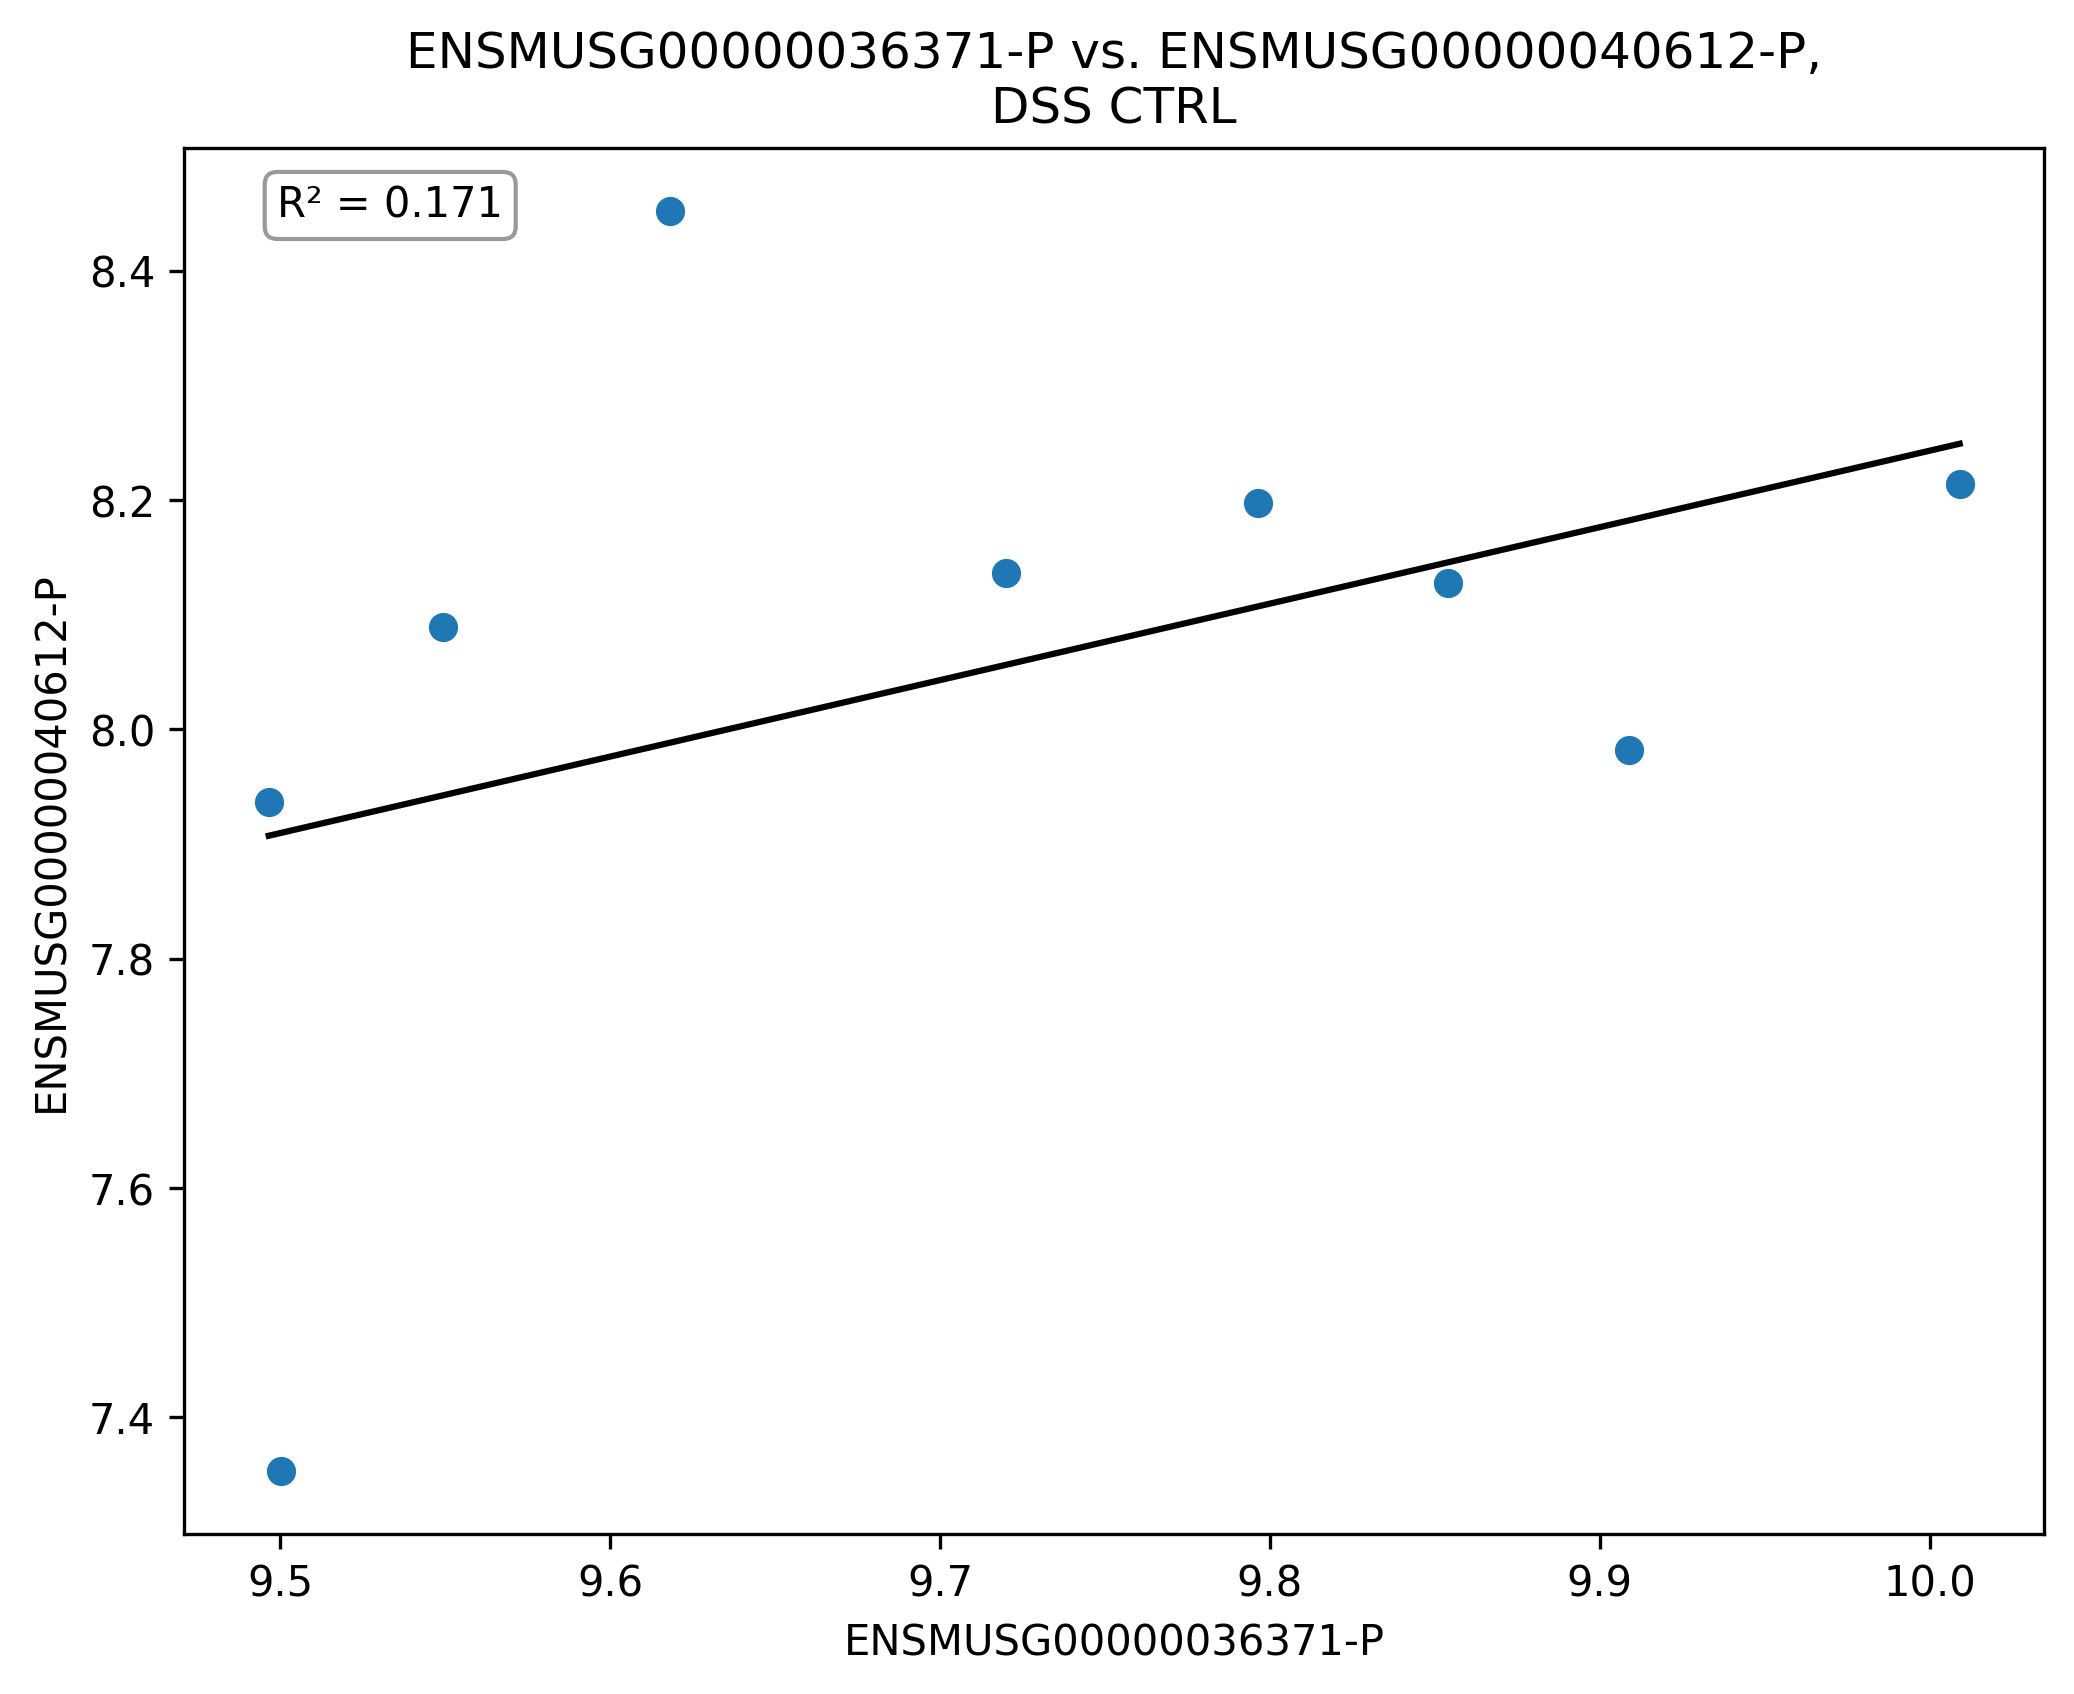 ENSMUSG00000036371-P vs. ENSMUSG00000040612-P,
DSS CTRL
R² = 0.171
8.4
8.2
8.0
7.8
7.6
7.4
ENSMUSG00000040612-P
9.5 9.6 9.7 9.8 9.9 10.0
ENSMUSG00000036371-P